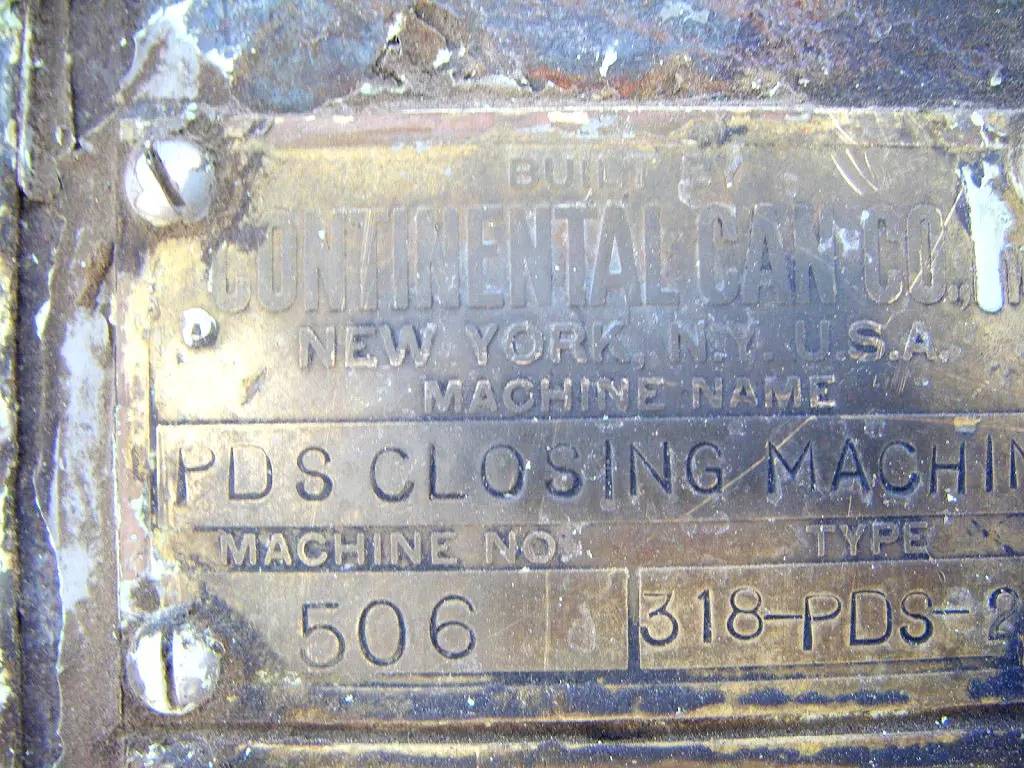 BUILT BY
CONTINENTAL CAN CO.,
NEW YORK, N.Y. U.S.A.
MACHINE NAME
PDS CLOSING MACHIN
MACHINE NO. TYPE
506 318-PDS-2